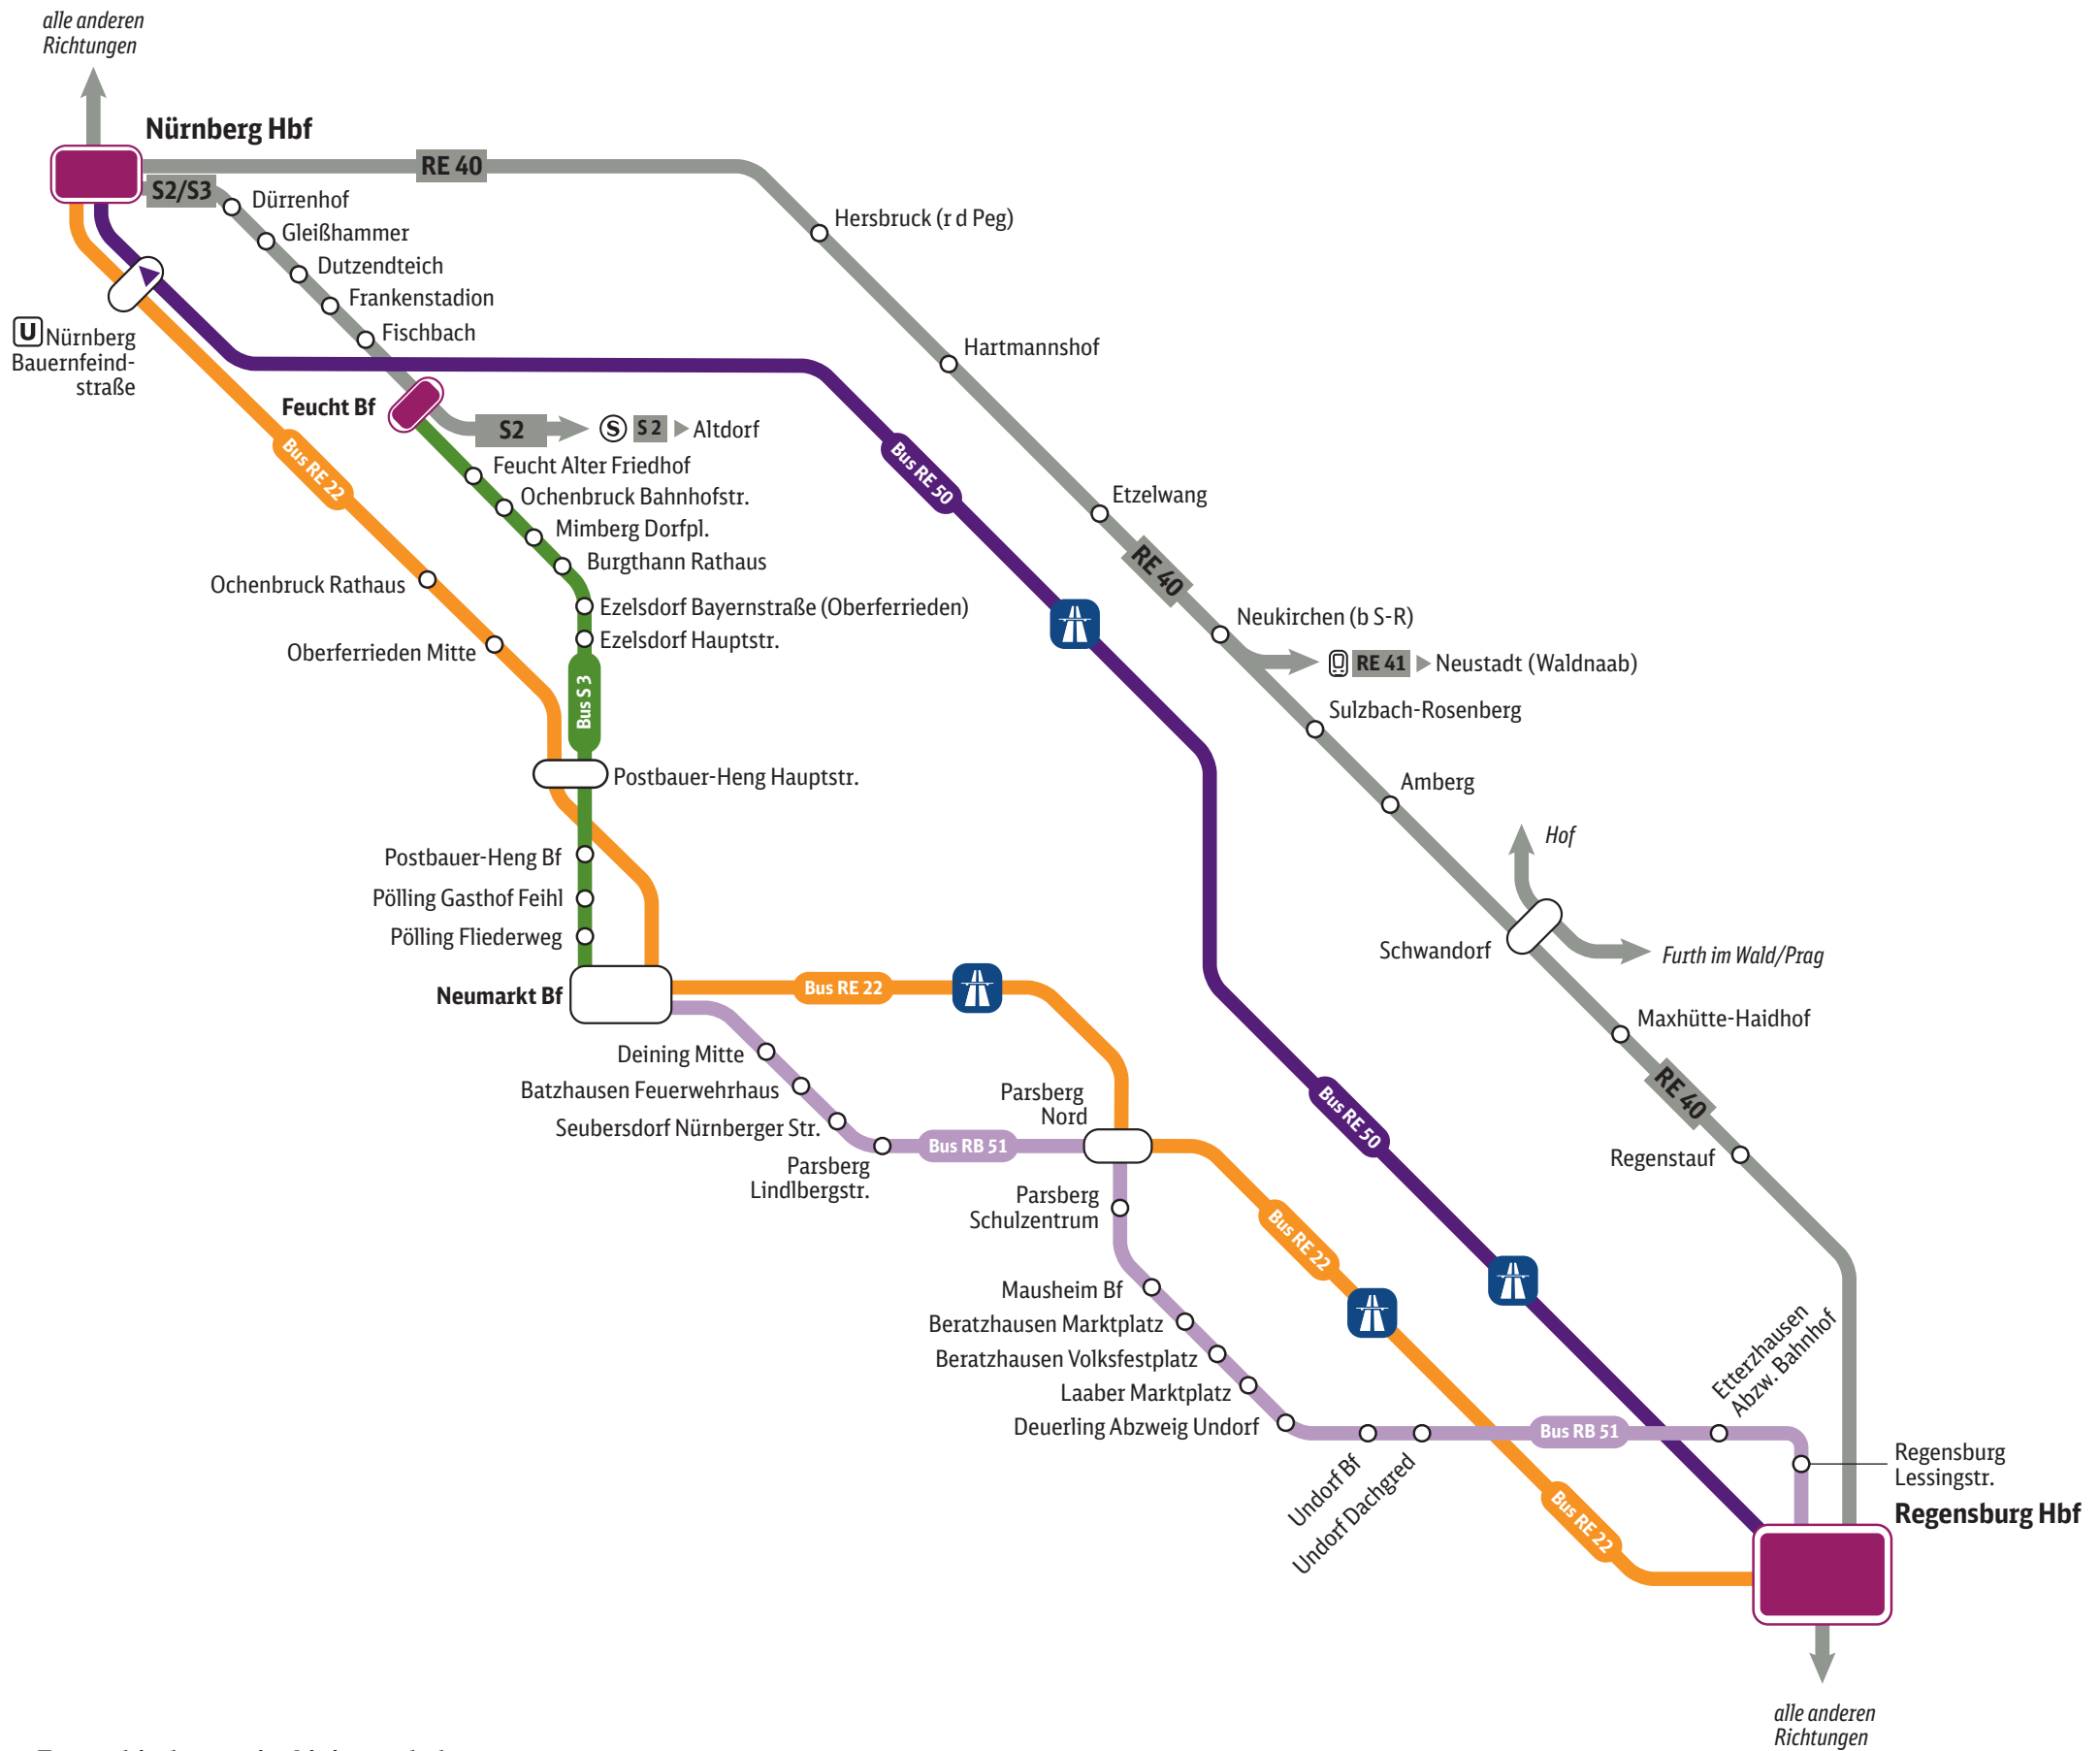 alle anderen
Richtungen
Nürnberg Hbf
RE 40
S2/S3
Dürrenhof
Gleißhammer
Dutzendteich
Frankenstadion
Fischbach
Hersbruck (r d Peg)
Hartmannshof
U Nürnberg
Bauernfeind-
straße
Feucht Bf
S2
S S 2 Altdorf
Bus RE 22
Bus RE 50
Feucht Alter Friedhof
Ochenbruck Bahnhofstr.
Mimberg Dorfpl.
Burgthann Rathaus
Etzelwang
RE 40
Ochenbruck Rathaus
Ezelsdorf Bayernstraße (Oberferrieden)
Ezelsdorf Hauptstr.
Oberferrieden Mitte
Neukirchen (b S-R)
RE 41 Neustadt (Waldnaab)
Bus S 3
Sulzbach-Rosenberg
Postbauer-Heng Hauptstr.
Amberg
Hof
Postbauer-Heng Bf
Pölling Gasthof Feihl
Pölling Fliederweg
Schwandorf
Furth im Wald/Prag
Neumarkt Bf
Bus RE 22
Maxhütte-Haidhof
Deining Mitte
Batzhausen Feuerwehrhaus
Seubersdorf Nürnberger Str.
Parsberg
Lindlbergstr.
Bus RB 51
Parsberg
Nord
Bus RE 50
RE 40
Regenstauf
Parsberg
Schulzentrum
Bus RE 22
Mausheim Bf
Beratzhausen Marktplatz
Beratzhausen Volksfestplatz
Laaber Marktplatz
Deuerling Abzweig Undorf
Undorf Bf
Undorf Dachgred
Bus RB 51
Etterzhausen
Abzw. Bahnhof
Regensburg
Lessingstr.
Bus RE 22
Regensburg Hbf
alle anderen
Richtungen